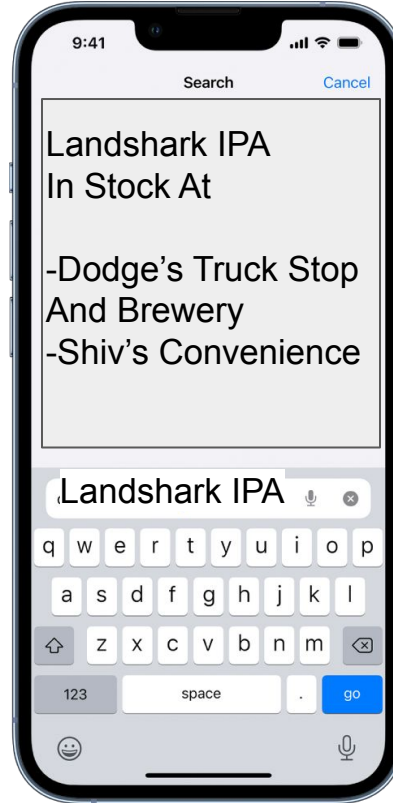 9:41
Search Cancel
Landshark IPA
In Stock At
-Dodge's Truck Stop
And Brewery
-Shiv's Convenience
Landshark IPA
q w e r t y u i o p
a s d f g h j k l
z x c v b n m
123 space . go